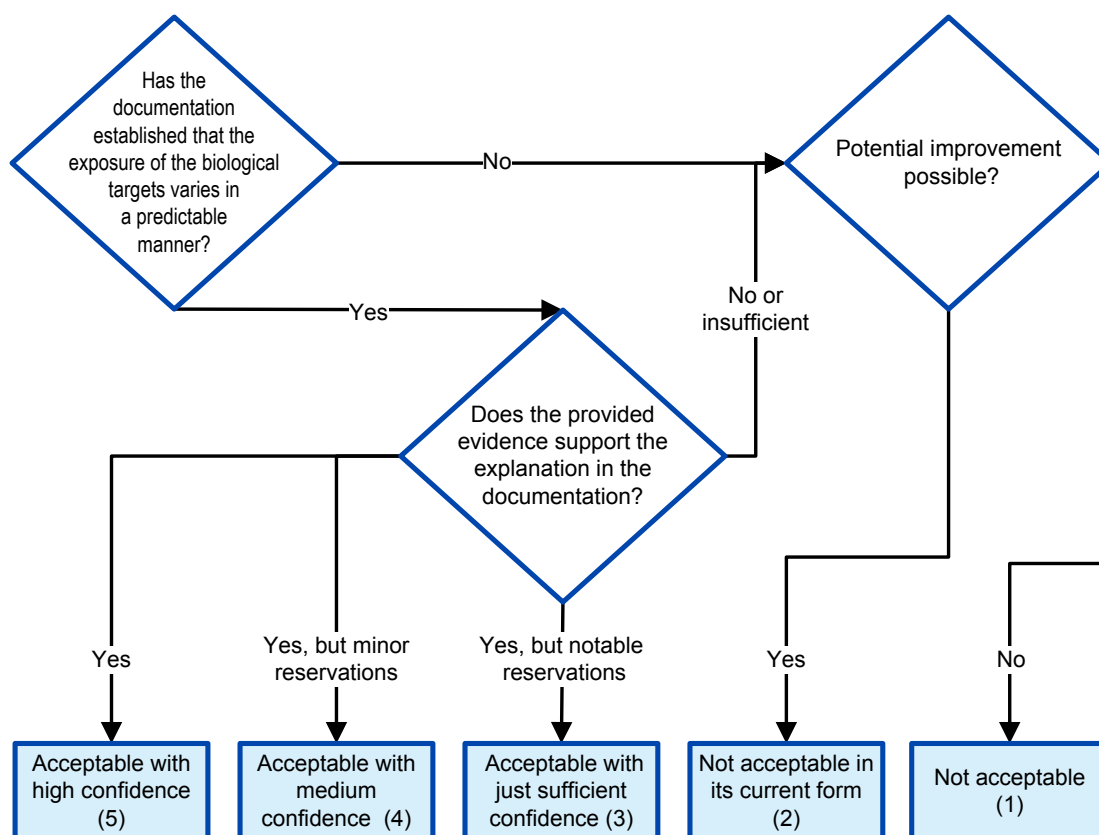 Has the
documentation
established that the
exposure of the biological
targets varies in
a predictable
manner?
No
Potential improvement
possible?
Yes
No or
insufficient
Does the provided
evidence support the
explanation in the
documentation?
Yes
Yes, but minor
reservations
Yes, but notable
reservations
Yes
No
Acceptable with
high confidence
(5)
Acceptable with
medium
confidence (4)
Acceptable with
just sufficient
confidence (3)
Not acceptable in
its current form
(2)
Not acceptable
(1)